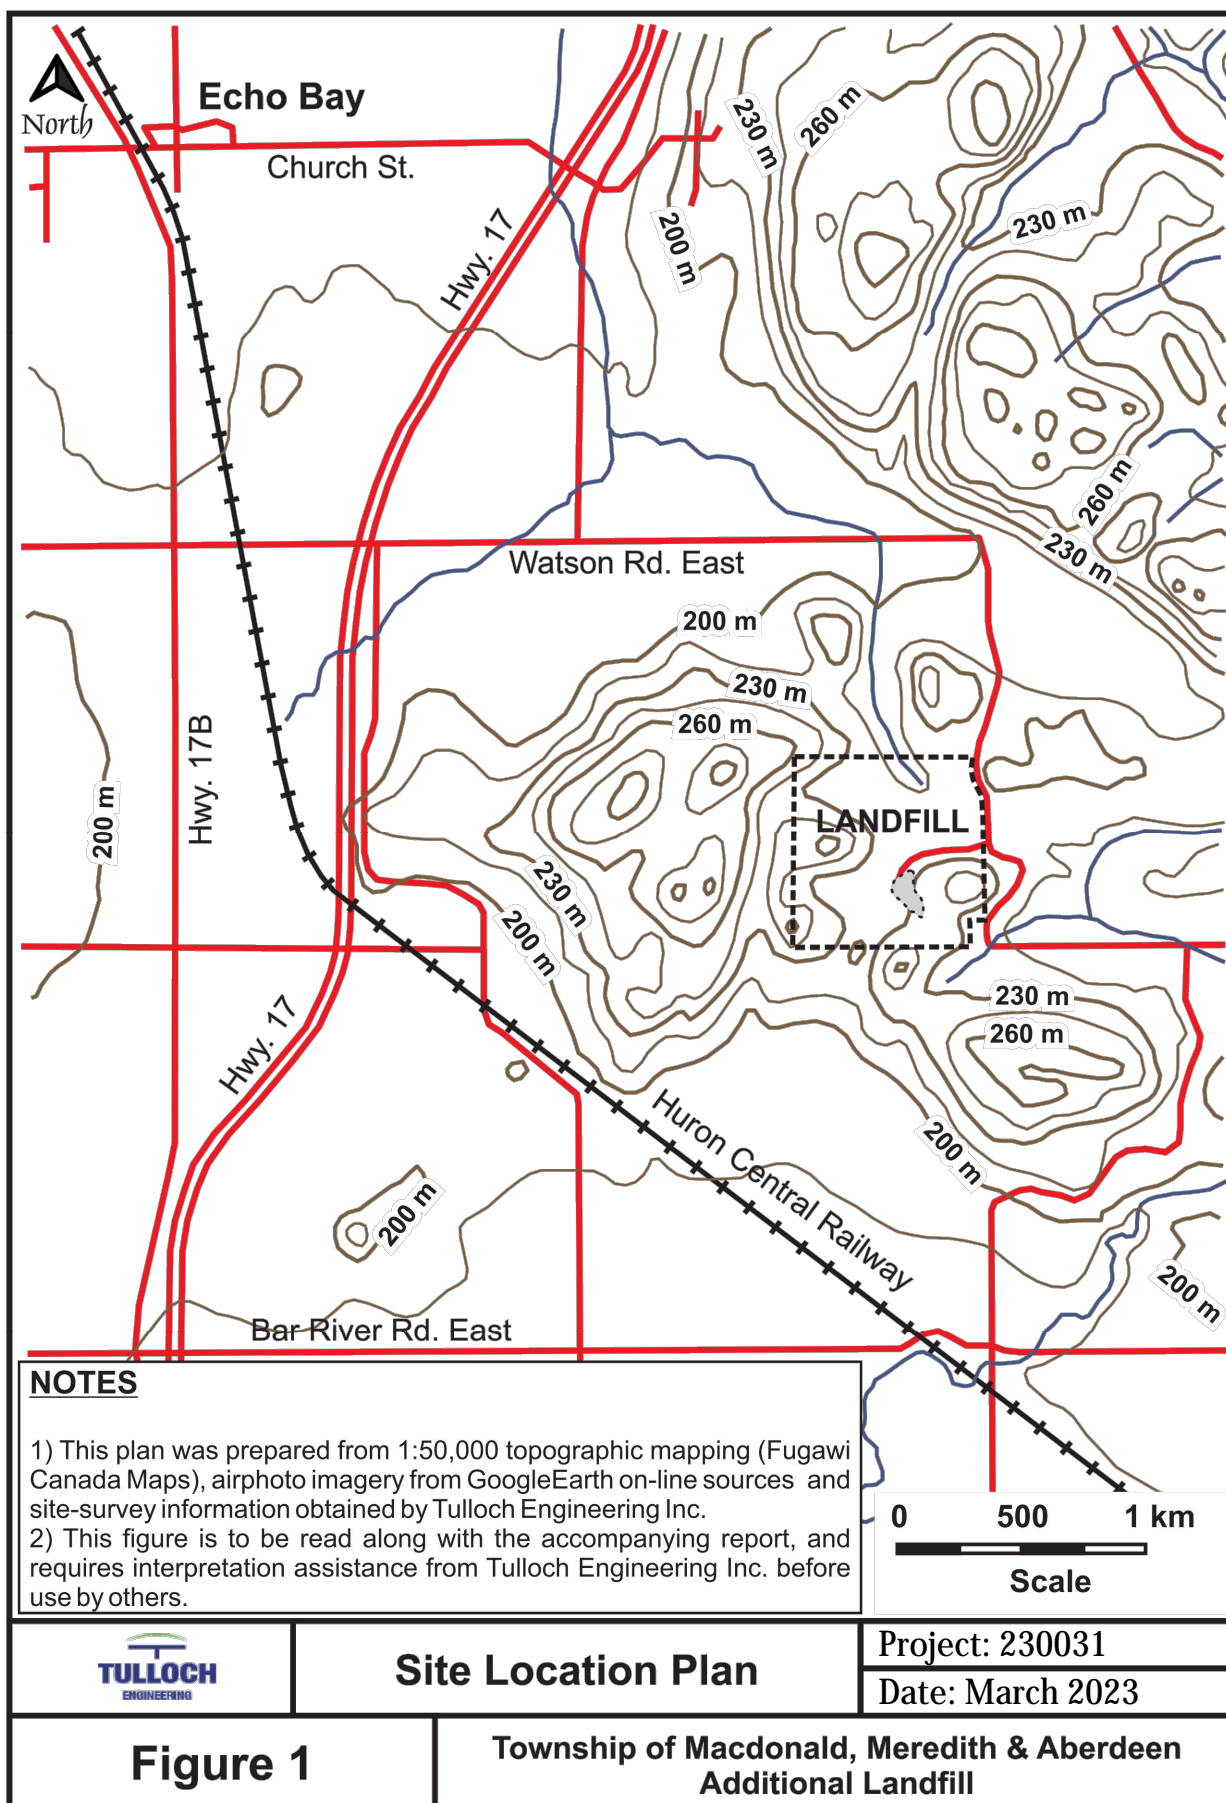 Echo Bay
North
Church St.
230 m
260 m
230 m
200 m
Hwy. 17
260 m
230 m
Watson Rd. East
200 m
230 m
260 m
Hwy. 17B
200 m
LANDFILL
230 m
200 m
230 m
260 m
Hwy. 17
Huron Central Railway
200 m
200 m
200 m
Bar River Rd. East
NOTES
1) This plan was prepared from 1:50,000 topographic mapping (Fugawi
Canada Maps), airphoto imagery from GoogleEarth on-line sources and
site-survey information obtained by Tulloch Engineering Inc.
2) This figure is to be read along with the accompanying report, and
requires interpretation assistance from Tulloch Engineering Inc. before
use by others.
0 500 1 km
Scale
TULLOCH
ENGINEERING
Site Location Plan
Project: 230031
Date: March 2023
Figure 1
Township of Macdonald, Meredith & Aberdeen
Additional Landfill